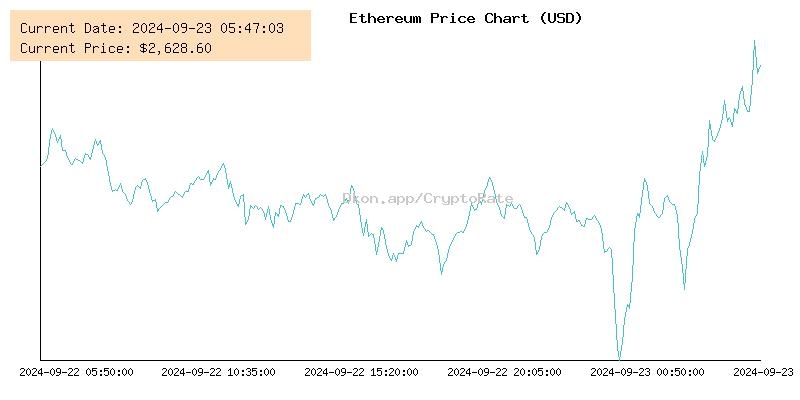 Ethereum Price Chart (USD)
Current Date: 2024-09-23 05:47:03
Current Price: $2,628.60
Dron.app/CryptoRate
2024-09-22 05:50:00 2024-09-22 10:35:00 2024-09-22 15:20:00 2024-09-22 20:05:00 2024-09-23 00:50:00 2024-09-23